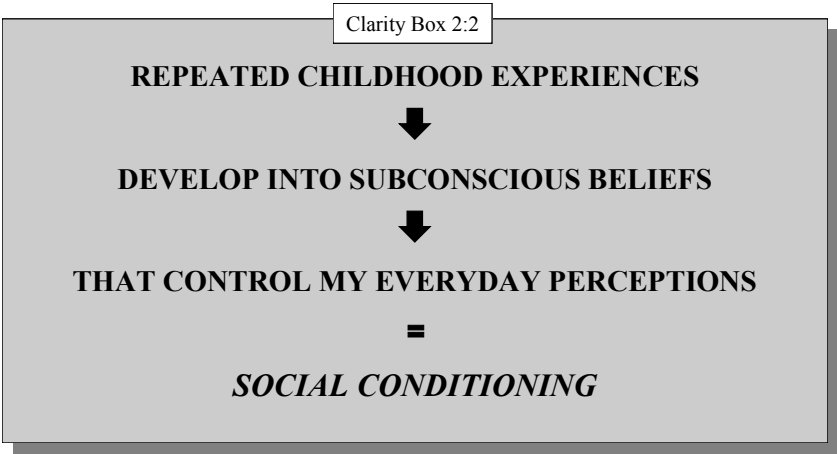 Clarity Box 2:2
REPEATED CHILDHOOD EXPERIENCES
DEVELOP INTO SUBCONSCIOUS BELIEFS
THAT CONTROL MY EVERYDAY PERCEPTIONS
=
SOCIAL CONDITIONING